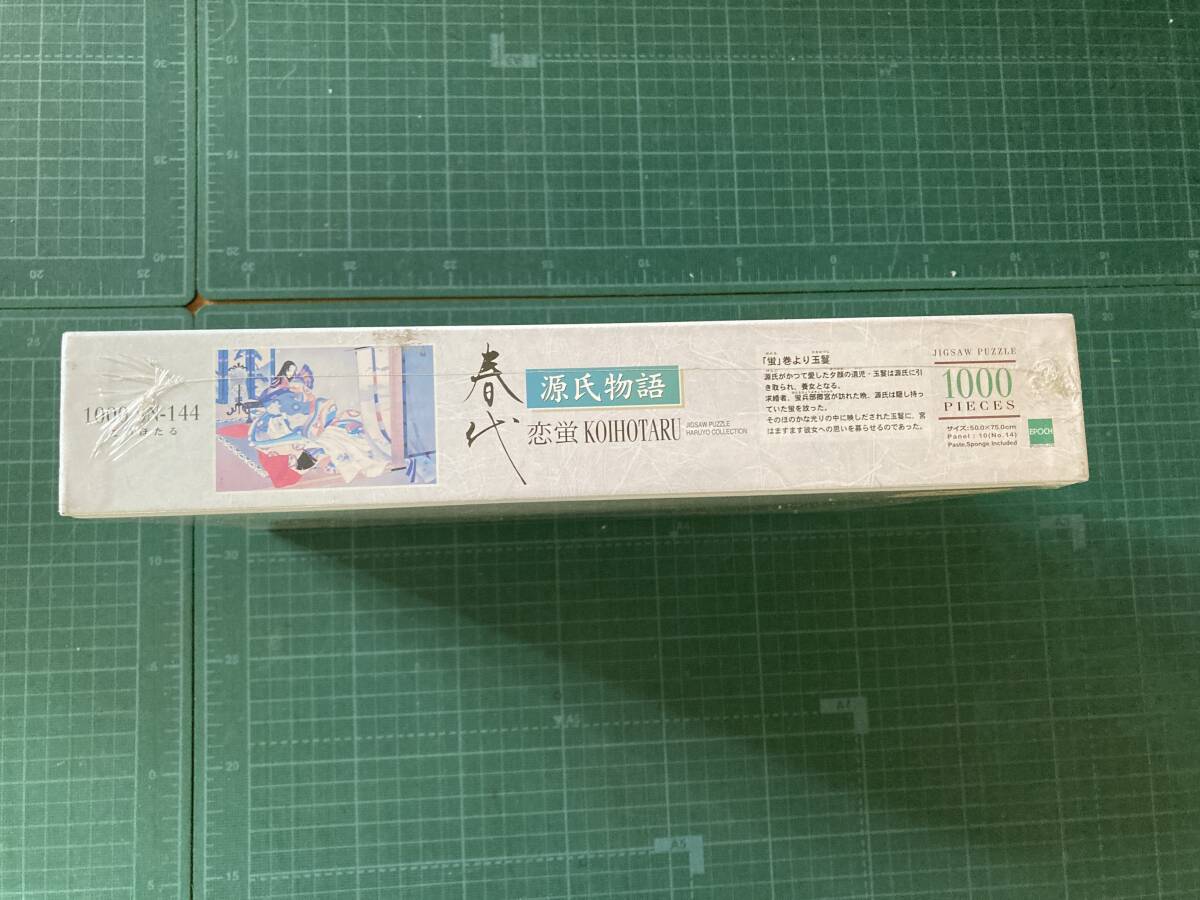 1000
N-144
こいほたる
春代
源氏物語
恋蛍 KOIHOTARU
JIGSAW PUZZLE
HARUYO COLLECTION
「蛍」巻より玉鬘
源氏がかつて愛した夕顔の遺児・玉鬘は源氏に引
き取られ、養女となる。
求婚者、蛍兵部卿宮が訪れた晩、源氏は隠し持っ
ていた蛍を放った。
そのほのかな光りの中に映しだされた玉鬘に、宮
はますます彼女への思いを募らせるのであった。
JIGSAW PUZZLE
1000
PIECES
サイズ:50.0×75.0cm
Panel : 10(No.14)
Paste,Sponge Included
EPOCH